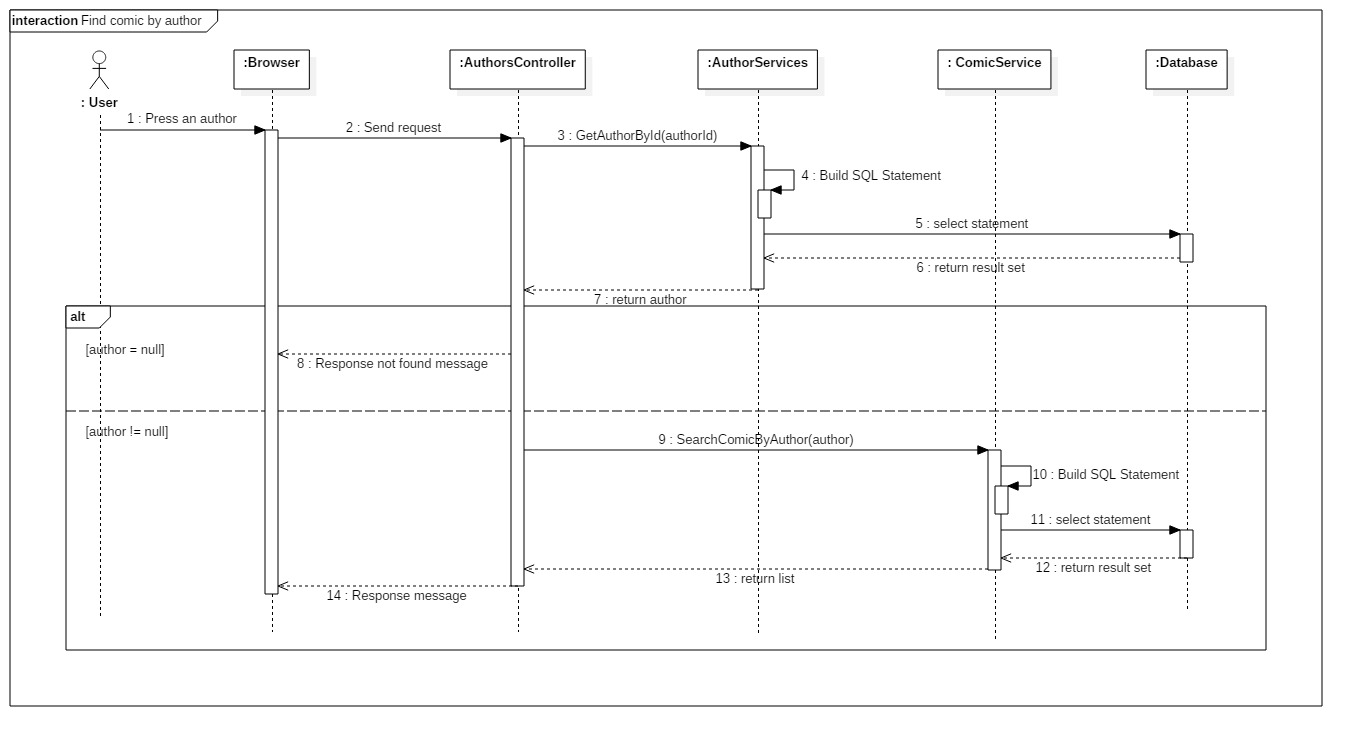 interaction Find comic by author
: User
:Browser
:AuthorsController
:AuthorServices
: ComicService
:Database
1 : Press an author
2 : Send request
3 : GetAuthorById(authorId)
4 : Build SQL Statement
5 : select statement
6 : return result set
7 : return author
alt
[author = null]
8 : Response not found message
[author != null]
9 : SearchComicByAuthor(author)
10 : Build SQL Statement
11 : select statement
12 : return result set
13 : return list
14 : Response message